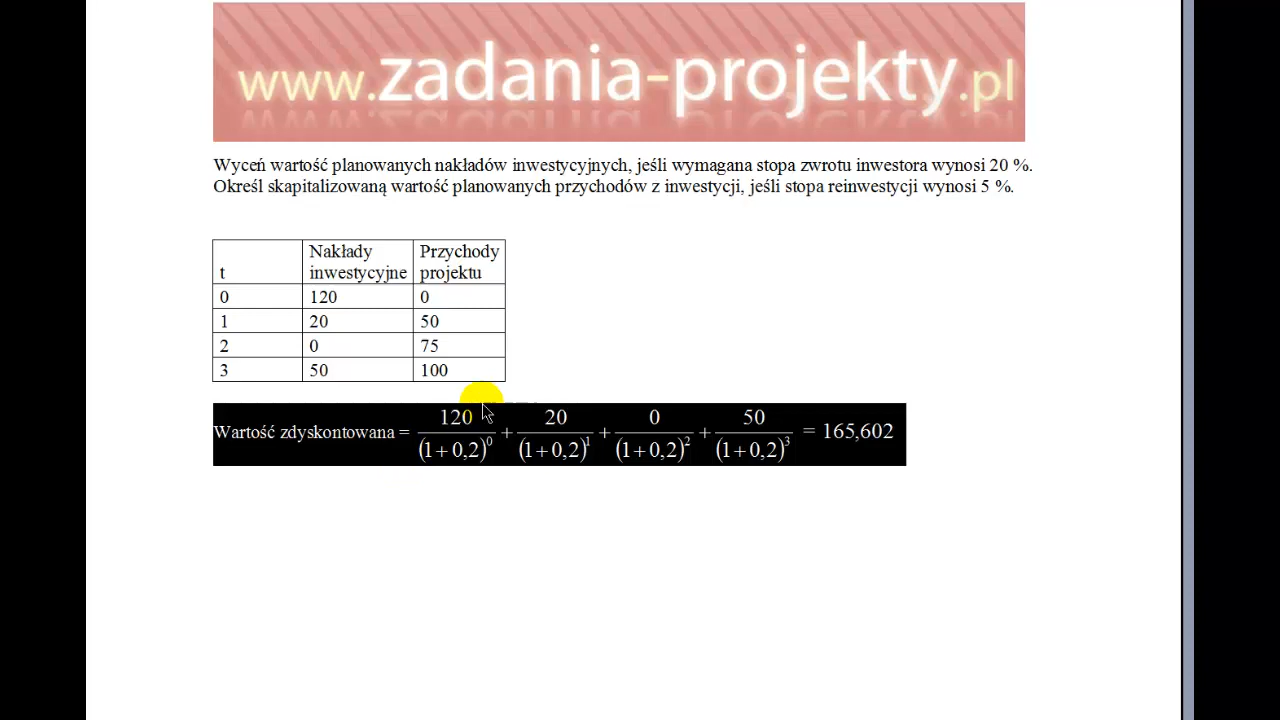 www.zadania-projekty.pl
Wyceń wartość planowanych nakładów inwestycyjnych, jeśli wymagana stopa zwrotu inwestora wynosi 20 %.
Określ skapitalizowaną wartość planowanych przychodów z inwestycji, jeśli stopa reinwestycji wynosi 5 %.
t | Nakłady inwestycyjne | Przychody projektu
0 | 120 | 0
1 | 20 | 50
2 | 0 | 75
3 | 50 | 100
Wartość zdyskontowana = 120/(1+0,2)^0 + 20/(1+0,2)^1 + 0/(1+0,2)^2 + 50/(1+0,2)^3 = 165,602